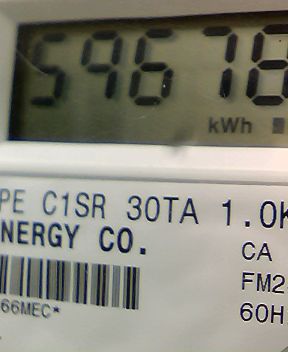 59678
kWh
PE C1SR 30TA 1.0K
NERGY CO.
CA
FM2
66MEC*
60H